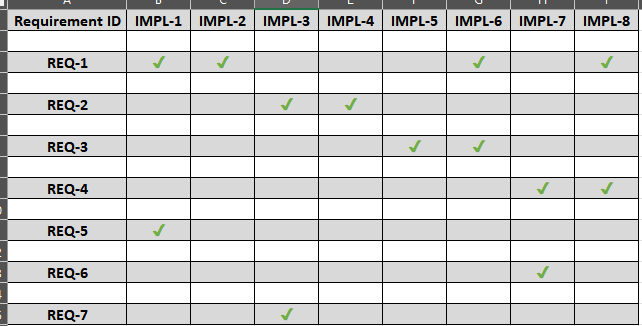 Requirement ID IMPL-1 IMPL-2 IMPL-3 IMPL-4 IMPL-5 IMPL-6 IMPL-7 IMPL-8
REQ-1 ✓ ✓ ✓ ✓
REQ-2 ✓ ✓
REQ-3 ✓ ✓
REQ-4 ✓ ✓
REQ-5 ✓
REQ-6 ✓
REQ-7 ✓